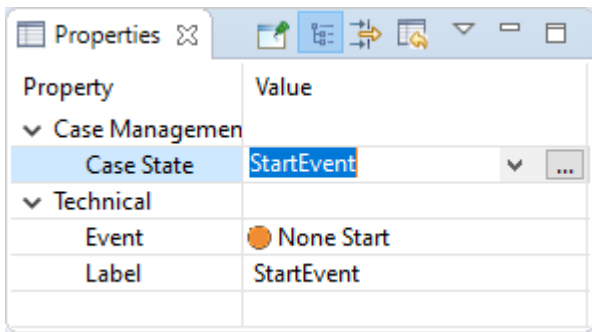 Properties
Property Value
Case Managemen
Case State StartEvent ...
Technical
Event None Start
Label StartEvent